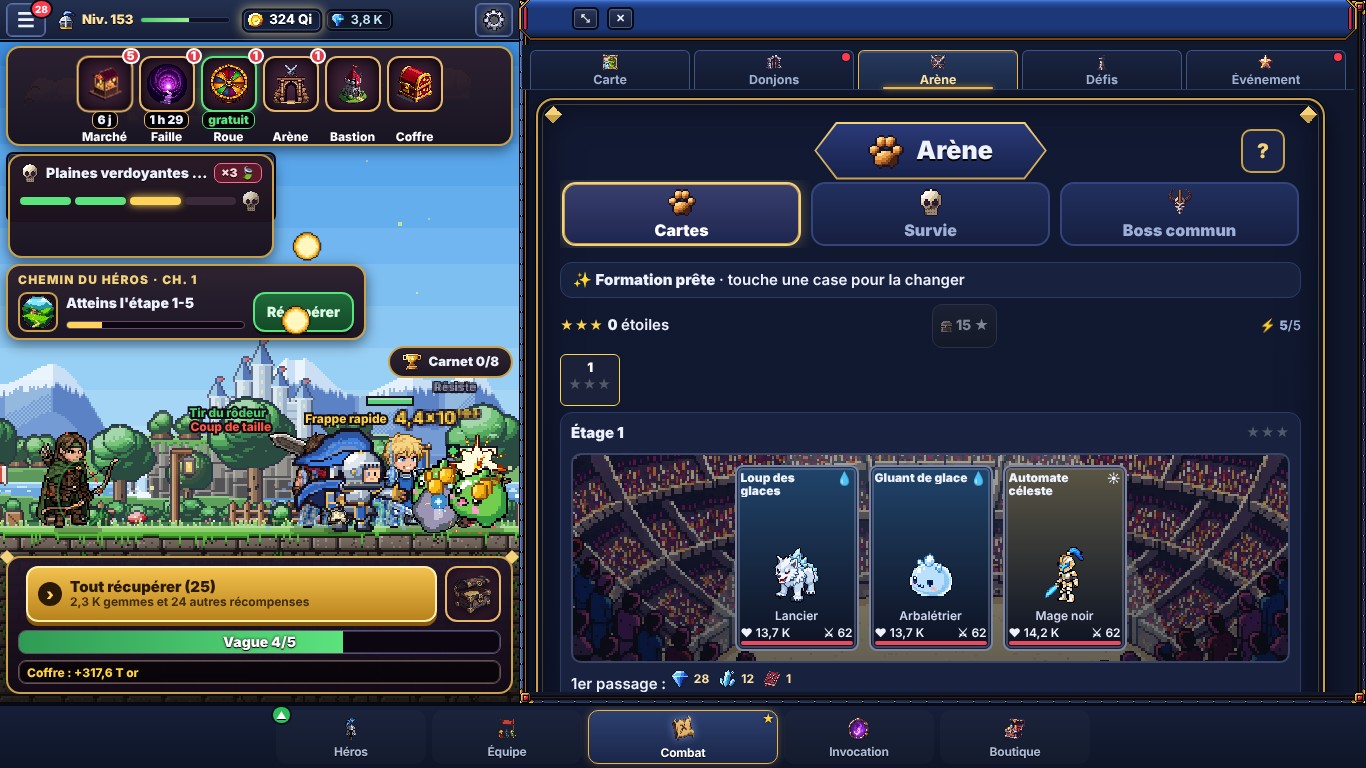 28
Niv. 153
324 Qi
3,8 K
5
1
1
1
6 j
1 h 29
gratuit
Marché
Faille
Roue
Arène
Bastion
Coffre
Plaines verdoyantes ...
×3
CHEMIN DU HÉROS · CH. 1
Atteins l'étape 1-5
Carnet 0/8
Résiste
Tir du rôdeur
Coup de taille
Frappe rapide
Tout récupérer (25)
2,3 K gemmes et 24 autres récompenses
Vague 4/5
Coffre : +317,6 T or
Carte
Donjons
Arène
Défis
Événement
Arène
?
Cartes
Survie
Boss commun
✨ Formation prête · touche une case pour la changer
★ ★ ★ 0 étoiles
15 ★
⚡ 5/5
1
★ ★ ★
Étage 1
★ ★ ★
Loup des glaces
Gluant de glace
Automate céleste
Lancier
Arbalétrier
Mage noir
♥ 13,7 K ⚔ 62
♥ 13,7 K ⚔ 62
♥ 14,2 K ⚔ 62
1er passage : 28 12 1
Héros
Équipe
Combat
Invocation
Boutique